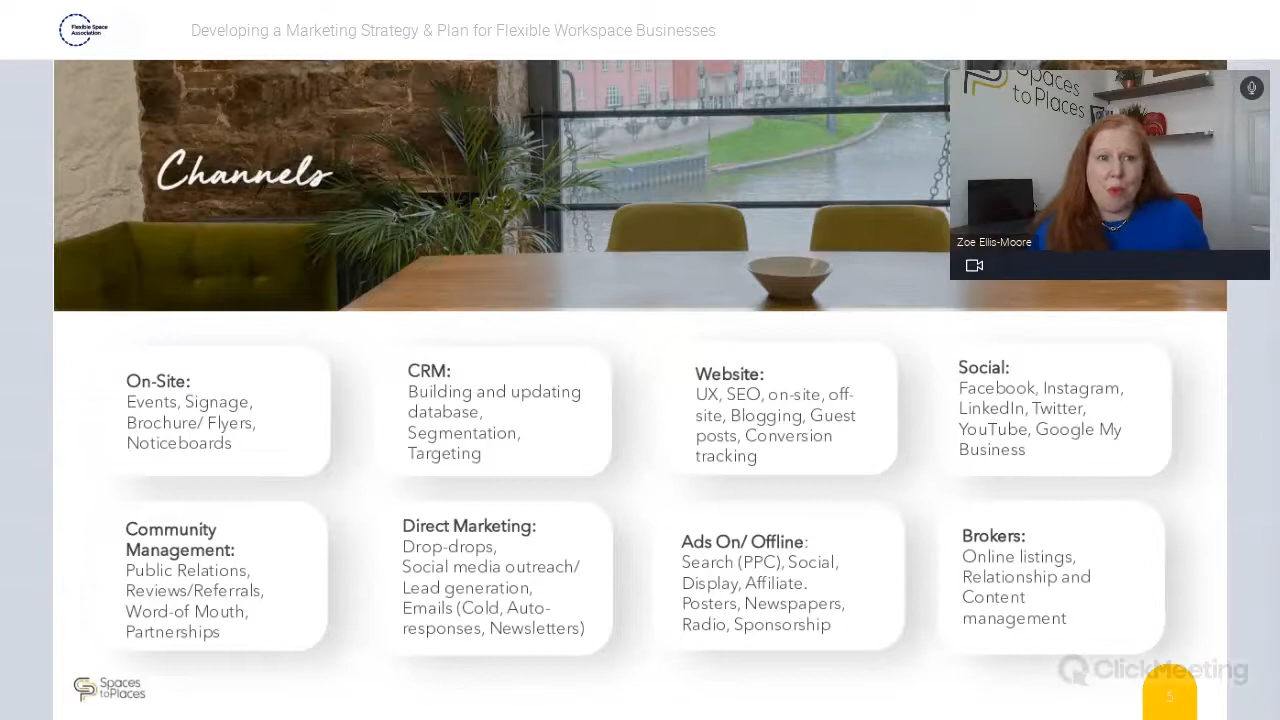 Flexible Space
Association
Developing a Marketing Strategy & Plan for Flexible Workspace Businesses
Channels
Spaces
to Places
Zoe Ellis-Moore
On-Site:
Events, Signage,
Brochure/ Flyers,
Noticeboards
CRM:
Building and updating
database,
Segmentation,
Targeting
Website:
UX, SEO, on-site, off-
site, Blogging, Guest
posts, Conversion
tracking
Social:
Facebook, Instagram,
LinkedIn, Twitter,
YouTube, Google My
Business
Community
Management:
Public Relations,
Reviews/Referrals,
Word-of Mouth,
Partnerships
Direct Marketing:
Drop-drops,
Social media outreach/
Lead generation,
Emails (Cold, Auto-
responses, Newsletters)
Ads On/ Offline:
Search (PPC), Social,
Display, Affiliate.
Posters, Newspapers,
Radio, Sponsorship
Brokers:
Online listings,
Relationship and
Content
management
Spaces
toPlaces
ClickMeeting
5